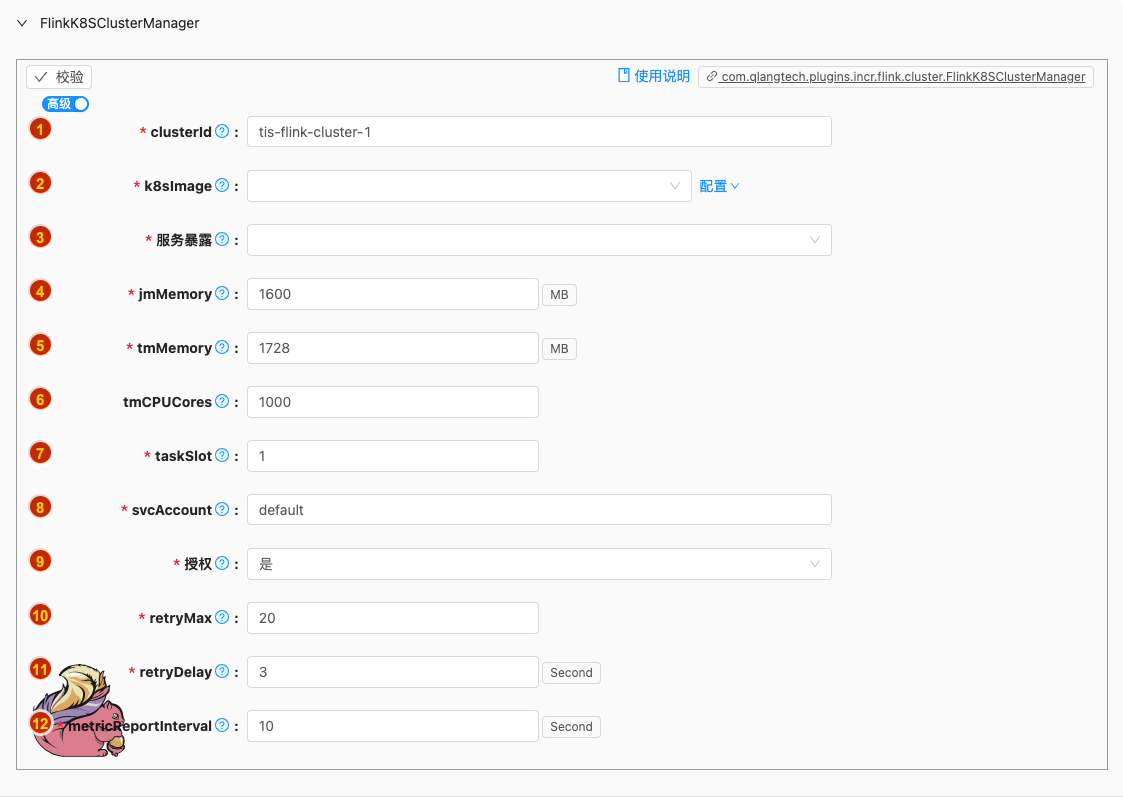 FlinkK8SClusterManager
校验
使用说明
com.qlangtech.plugins.incr.flink.cluster.FlinkK8SClusterManager
高级
1 * clusterId ? : tis-flink-cluster-1
2 * k8sImage ? : 配置
3 * 服务暴露 ? :
4 * jmMemory ? : 1600 MB
5 * tmMemory ? : 1728 MB
6 tmCPUCores ? : 1000
7 * taskSlot ? : 1
8 * svcAccount ? : default
9 * 授权 ? : 是
10 * retryMax ? : 20
11 * retryDelay ? : 3 Second
12 * metricReportInterval ? : 10 Second